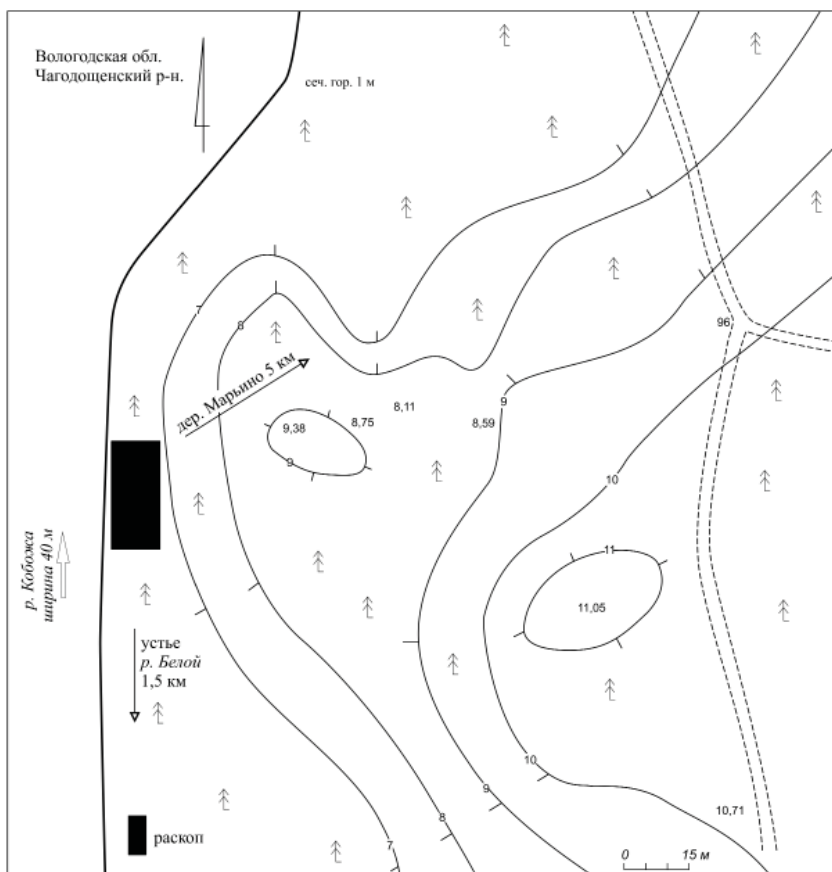 Вологодская обл.
Чагодощенский р-н.
сеч. гор. 1 м
7
8
96
дер. Марьино 5 км
8,11
9
9,38
8,75
8,59
9
10
р. Кобожа
ширина 40 м
11
11,05
устье
р. Белой
1,5 км
10
9
10,71
8
раскоп
7
0 15 м